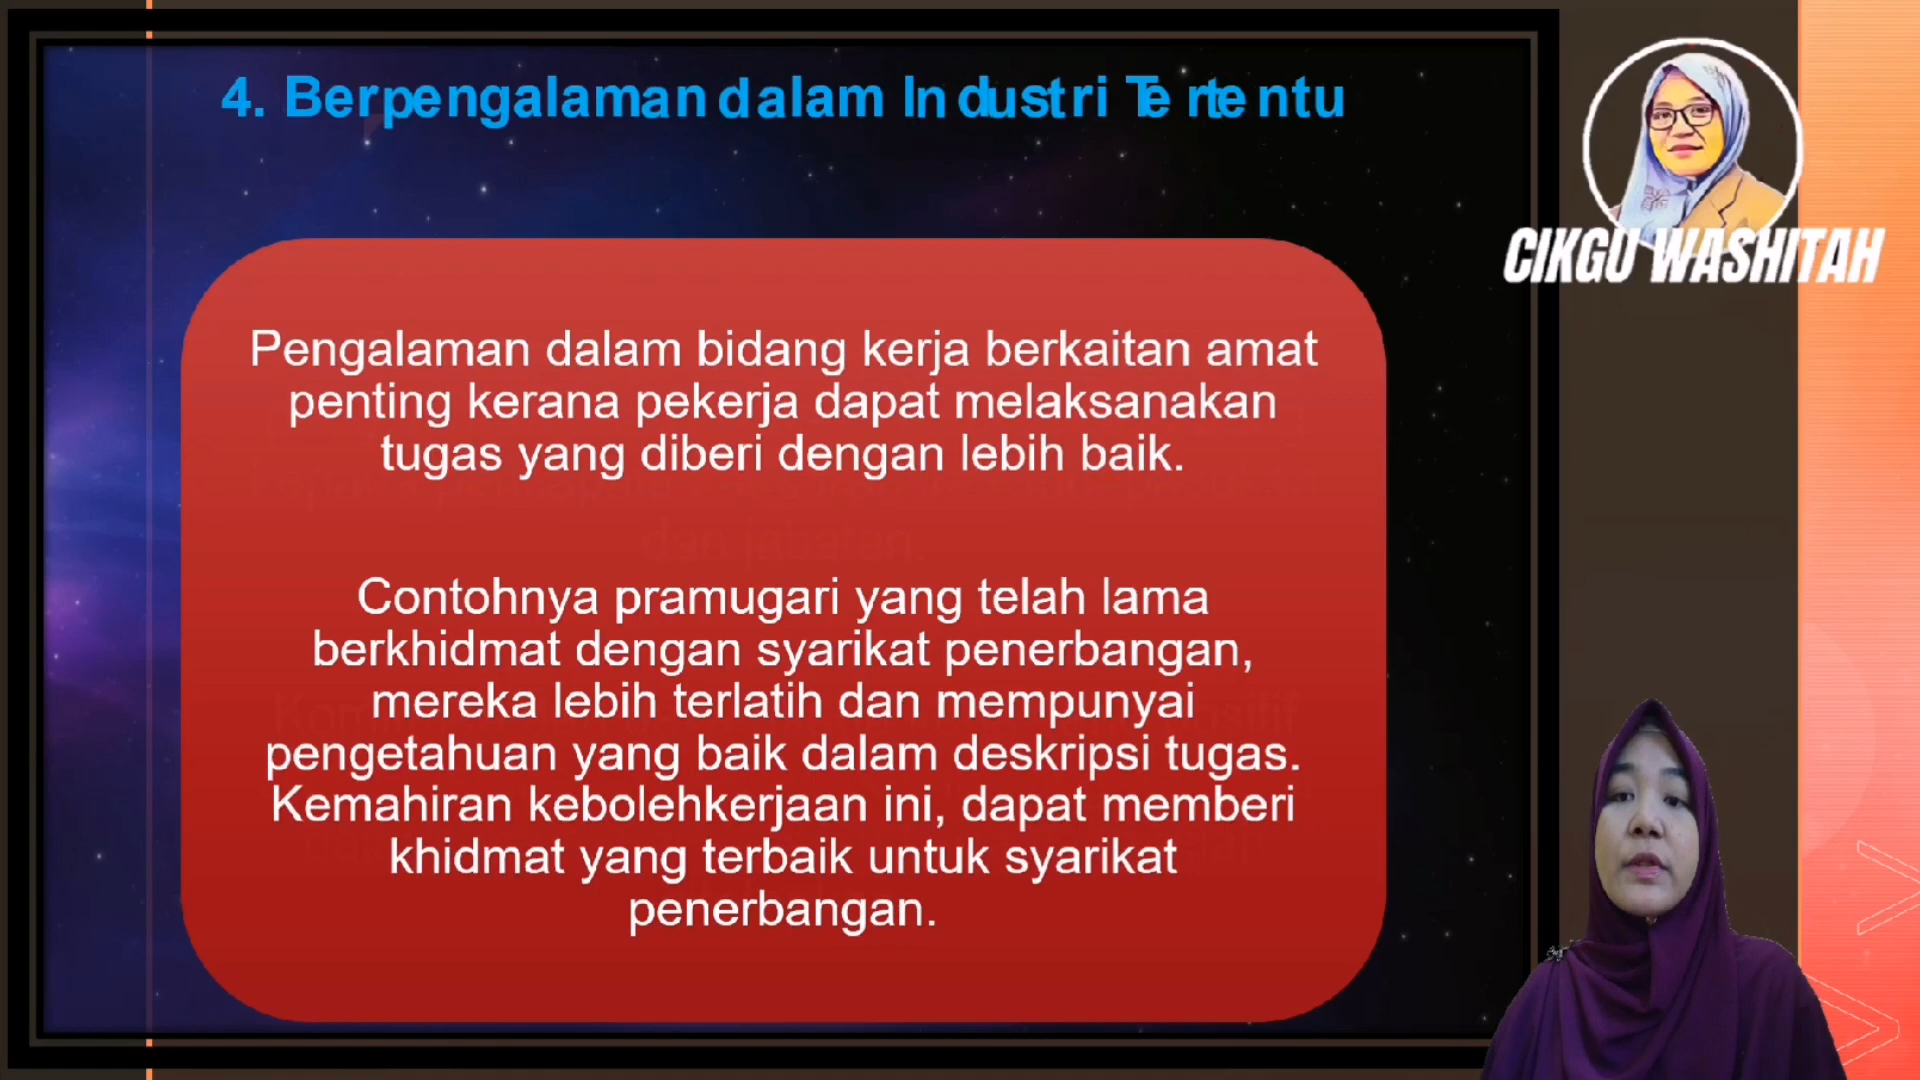 4. Berpengalaman dalam Industri Tertentu
CIKGU WASHITAH
Pengalaman dalam bidang kerja berkaitan amat
penting kerana pekerja dapat melaksanakan
tugas yang diberi dengan lebih baik.
dan jabatan.
Contohnya pramugari yang telah lama
berkhidmat dengan syarikat penerbangan,
mereka lebih terlatih dan mempunyai
pengetahuan yang baik dalam deskripsi tugas.
Kemahiran kebolehkerjaan ini, dapat memberi
khidmat yang terbaik untuk syarikat
penerbangan.